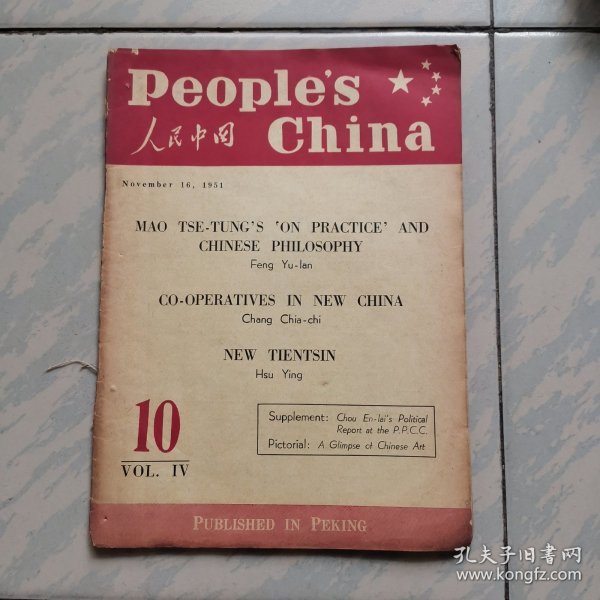 People's
人民中国 China
November 16, 1951
MAO TSE-TUNG'S 'ON PRACTICE' AND
CHINESE PHILOSOPHY
Feng Yu-lan
CO-OPERATIVES IN NEW CHINA
Chang Chia-chi
NEW TIENTSIN
Hsu Ying
10
VOL. IV
Supplement: Chou En-lai's Political
Report at the P.P.C.C.
Pictorial: A Glimpse of Chinese Art
PUBLISHED IN PEKING
孔夫子旧书网
www.kongfz.com